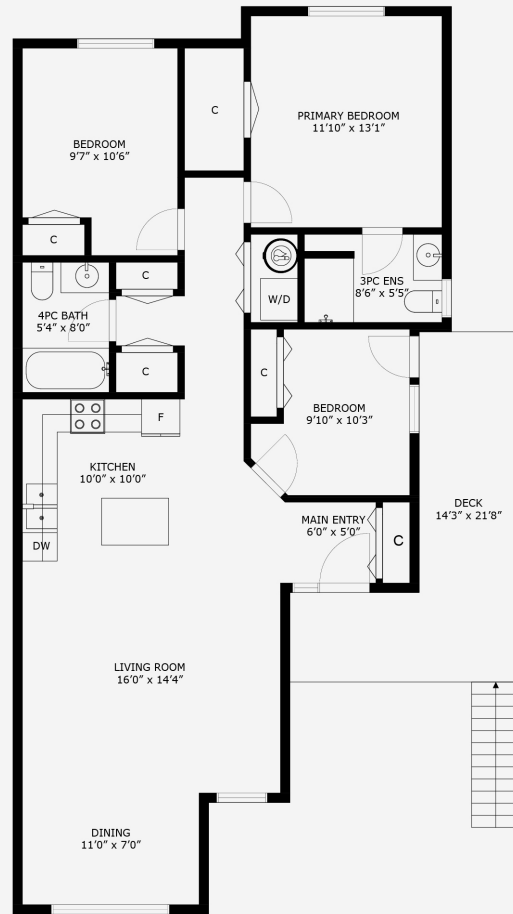 PRIMARY BEDROOM
11'10" x 13'1"
C
BEDROOM
9'7" x 10'6"
C
C
3PC ENS
8'6" x 5'5"
W/D
4PC BATH
5'4" x 8'0"
C
C
BEDROOM
9'10" x 10'3"
F
KITCHEN
10'0" x 10'0"
DECK
14'3" x 21'8"
MAIN ENTRY
6'0" x 5'0"
C
DW
LIVING ROOM
16'0" x 14'4"
DINING
11'0" x 7'0"